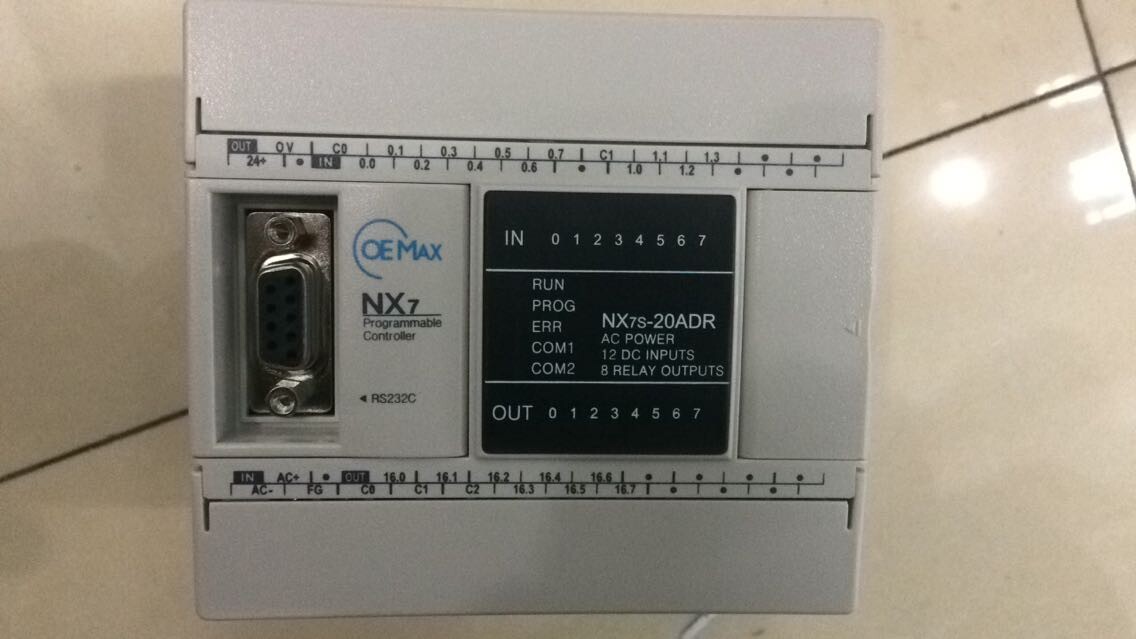 OUT 0V C0 0.1 0.3 0.5 0.7 C1 1.1 1.3
24+ IN 0.0 0.2 0.4 0.6 1.0 1.2
OEMAX
NX7
Programmable
Controller
◄ RS232C
IN 0 1 2 3 4 5 6 7
RUN
PROG
ERR
COM1
COM2
NX7S-20ADR
AC POWER
12 DC INPUTS
8 RELAY OUTPUTS
OUT 0 1 2 3 4 5 6 7
IN AC+ OUT 16.0 16.1 16.2 16.4 16.6
AC- FG C0 C1 C2 16.3 16.5 16.7